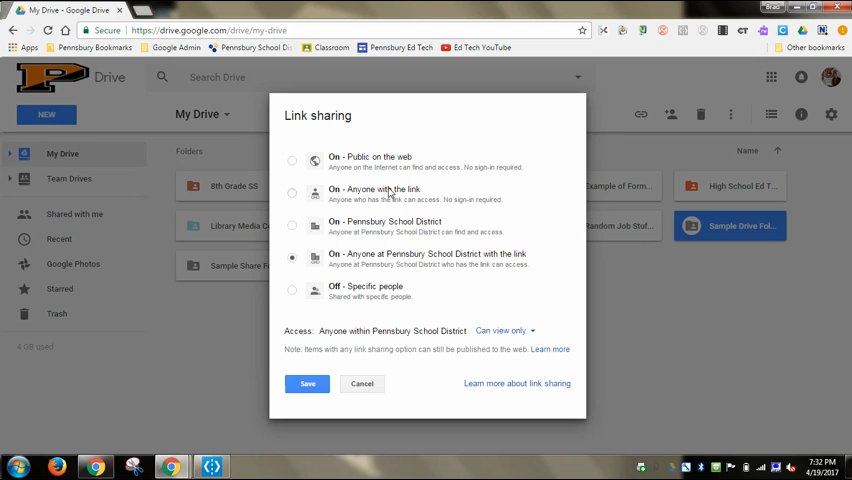 My Drive - Google Drive
Brad
Secure
https://drive.google.com/drive/my-drive
Apps
Pennsbury Bookmarks
Google Admin
Pennsbury School Dis
Classroom
Pennsbury Ed Tech
Ed Tech YouTube
Other bookmarks
P
Drive
Search Drive
NEW
My Drive
My Drive
Team Drives
Shared with me
Recent
Google Photos
Starred
Trash
4 GB used
Folders
Name
8th Grade SS
Example of Form...
High School Ed T...
Library Media C
Random Job Stuf...
Sample Drive Fol...
Sample Share F
Link sharing
On - Public on the web
Anyone on the Internet can find and access. No sign-in required.
On - Anyone with the link
Anyone who has the link can access. No sign-in required.
On - Pennsbury School District
Anyone at Pennsbury School District can find and access.
On - Anyone at Pennsbury School District with the link
Anyone at Pennsbury School District who has the link can access.
Off - Specific people
Shared with specific people.
Access: Anyone within Pennsbury School District Can view only
Note: Items with any link sharing option can still be published to the web. Learn more
Save
Cancel
Learn more about link sharing
7:32 PM
4/19/2017